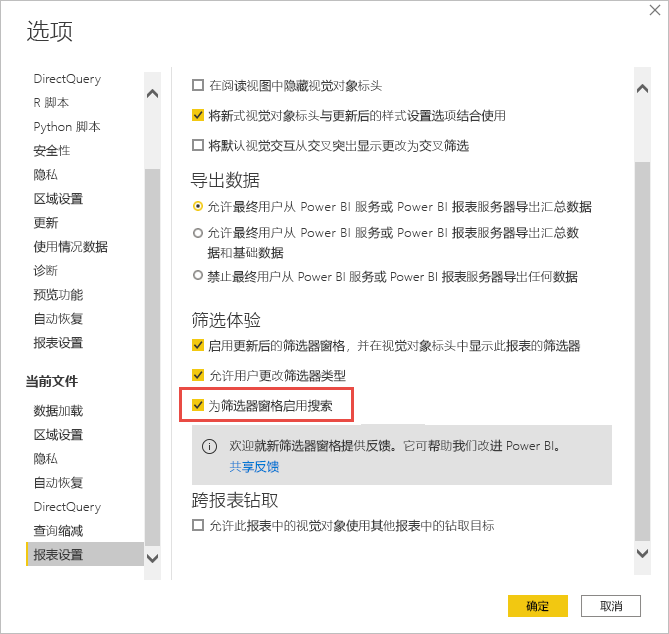 选项
DirectQuery
R 脚本
Python 脚本
安全性
隐私
区域设置
更新
使用情况数据
诊断
预览功能
自动恢复
报表设置
当前文件
数据加载
区域设置
隐私
自动恢复
DirectQuery
查询缩减
报表设置
在阅读视图中隐藏视觉对象标头
将新式视觉对象标头与更新后的样式设置选项结合使用
将默认视觉交互从交叉突出显示更改为交叉筛选
导出数据
允许最终用户从 Power BI 服务或 Power BI 报表服务器导出汇总数据
允许最终用户从 Power BI 服务或 Power BI 报表服务器导出汇总数
据和基础数据
禁止最终用户从 Power BI 服务或 Power BI 报表服务器导出任何数据
筛选体验
启用更新后的筛选器窗格，并在视觉对象标头中显示此报表的筛选器
允许用户更改筛选器类型
为筛选器窗格启用搜索
欢迎就新筛选器窗格提供反馈。它可帮助我们改进 Power BI。
共享反馈
跨报表钻取
允许此报表中的视觉对象使用其他报表中的钻取目标
确定
取消